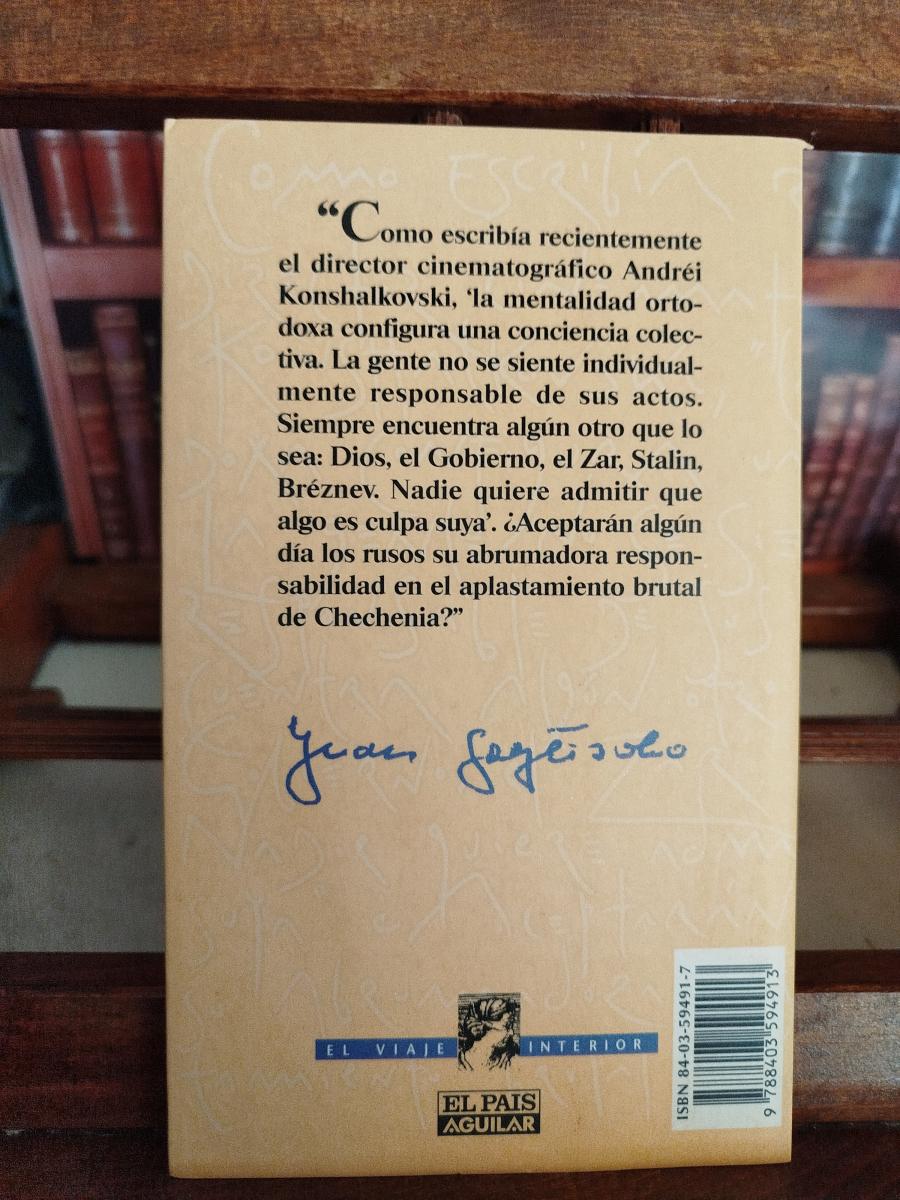 “Como escribía recientemente
el director cinematográfico Andréi
Konshalkovski, ‘la mentalidad orto-
doxa configura una conciencia colec-
tiva. La gente no se siente individual-
mente responsable de sus actos.
Siempre encuentra algún otro que lo
sea: Dios, el Gobierno, el Zar, Stalin,
Bréznev. Nadie quiere admitir que
algo es culpa suya’. ¿Aceptarán algún
día los rusos su abrumadora respon-
sabilidad en el aplastamiento brutal
de Chechenia?”
Juan Goytisolo
EL VIAJE INTERIOR
EL PAIS
AGUILAR
ISBN 84-03-59491-7
9 788403 594913